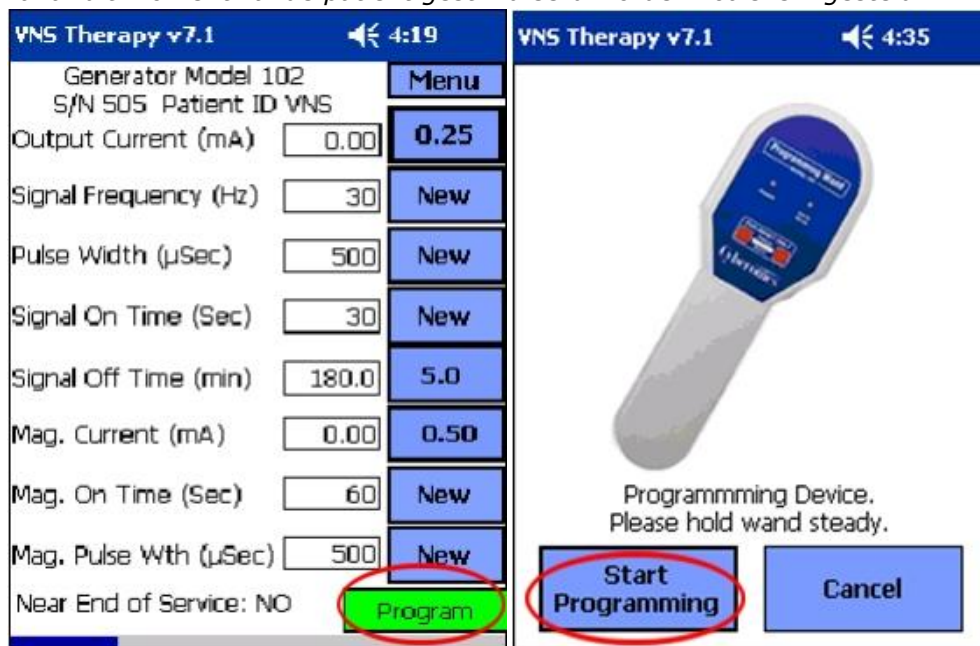 VNS Therapy v7.1 4:19
Generator Model 102
S/N 505 Patient ID VNS
Menu
Output Current (mA) 0.00 0.25
Signal Frequency (Hz) 30 New
Pulse Width (µSec) 500 New
Signal On Time (Sec) 30 New
Signal Off Time (min) 180.0 5.0
Mag. Current (mA) 0.00 0.50
Mag. On Time (Sec) 60 New
Mag. Pulse Wth (µSec) 500 New
Near End of Service: NO Program
VNS Therapy v7.1 4:35
Programming Wand
Cyberonics
Programmming Device.
Please hold wand steady.
Start
Programming
Cancel